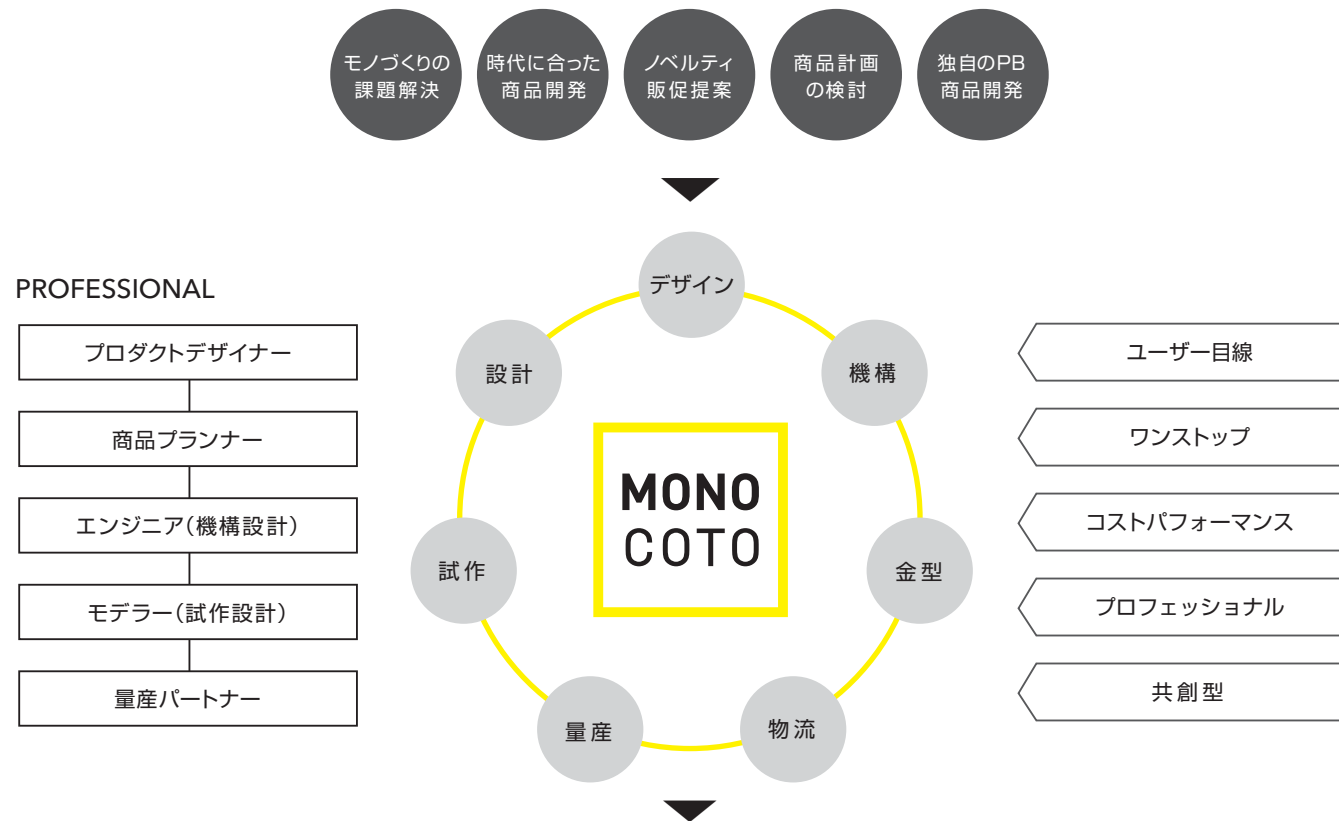 モノづくりの
課題解決
時代に合った
商品開発
ノベルティ
販促提案
商品計画
の検討
独自のPB
商品開発
PROFESSIONAL
プロダクトデザイナー
商品プランナー
エンジニア(機構設計)
モデラー(試作設計)
量産パートナー
デザイン
設計
機構
MONO
COTO
試作
金型
量産
物流
ユーザー目線
ワンストップ
コストパフォーマンス
プロフェッショナル
共創型